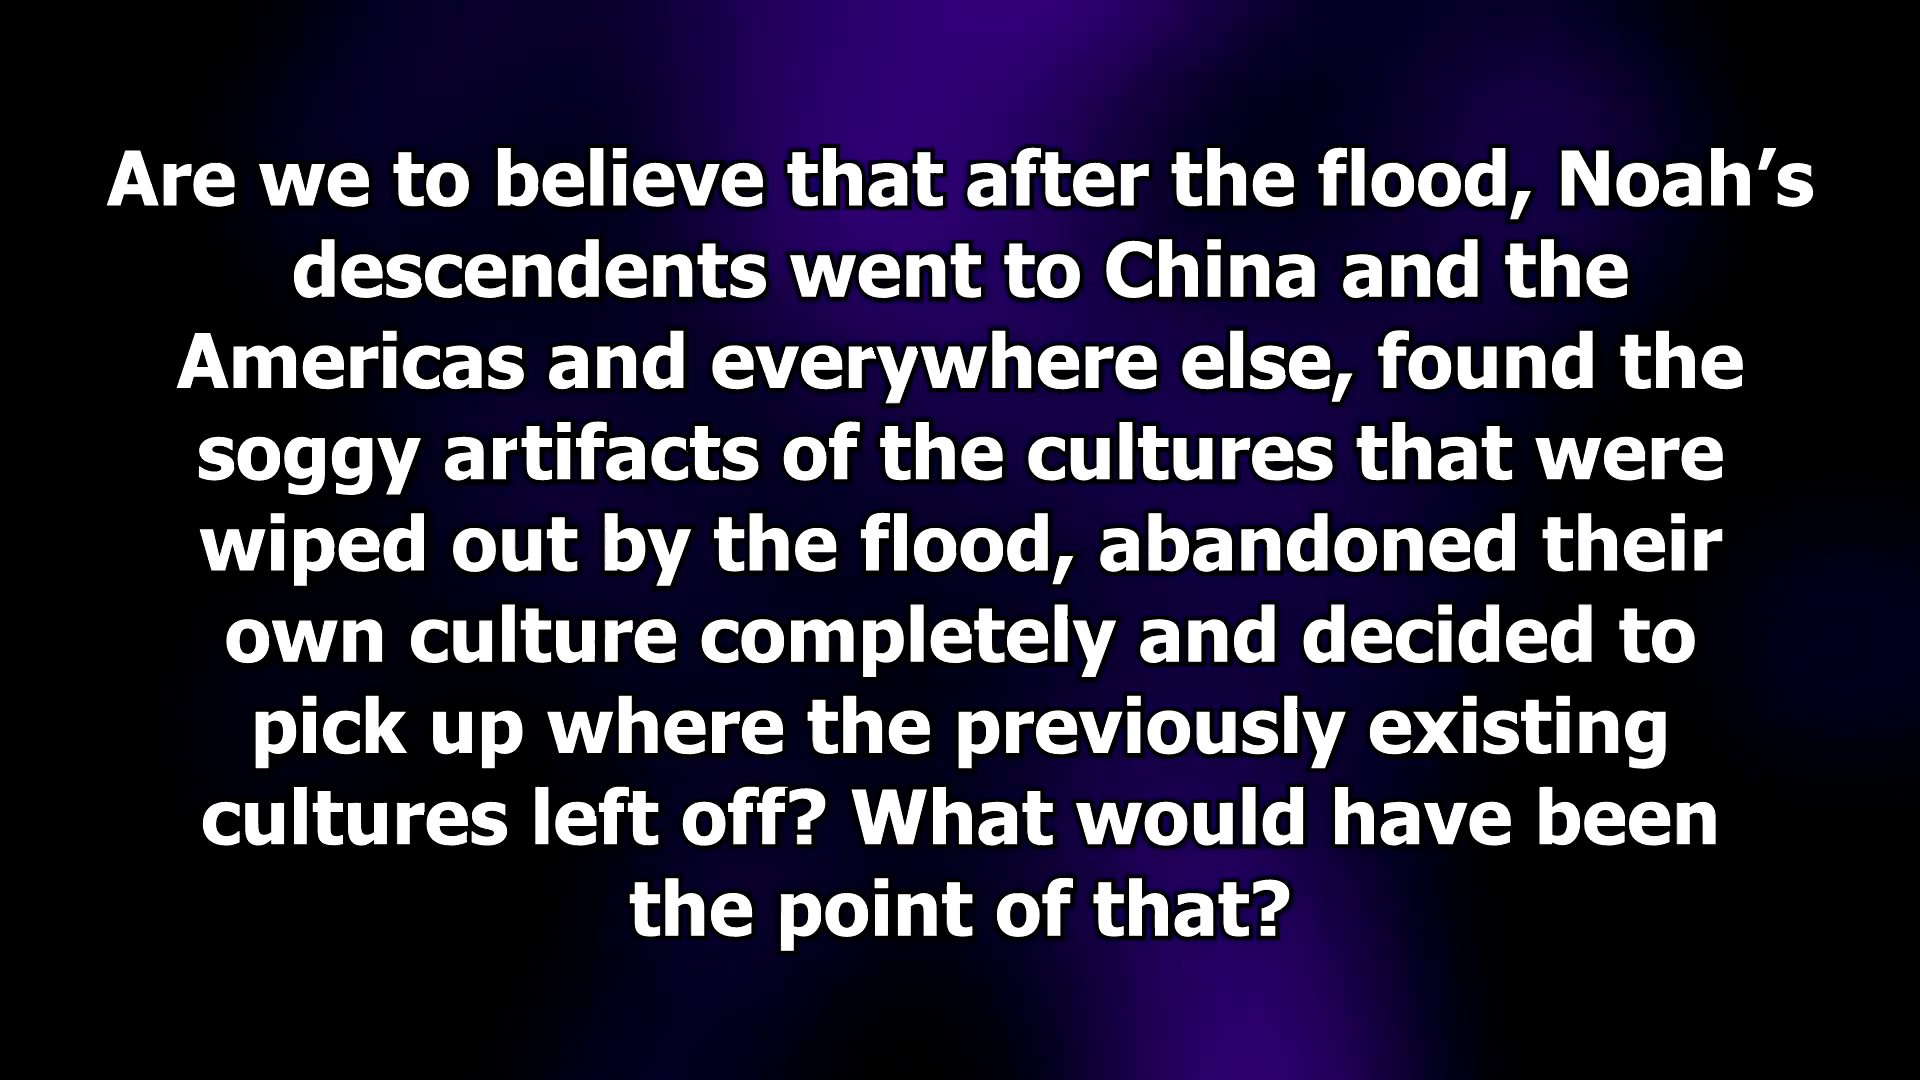 Are we to believe that after the flood, Noah’s
descendents went to China and the
Americas and everywhere else, found the
soggy artifacts of the cultures that were
wiped out by the flood, abandoned their
own culture completely and decided to
pick up where the previously existing
cultures left off? What would have been
the point of that?